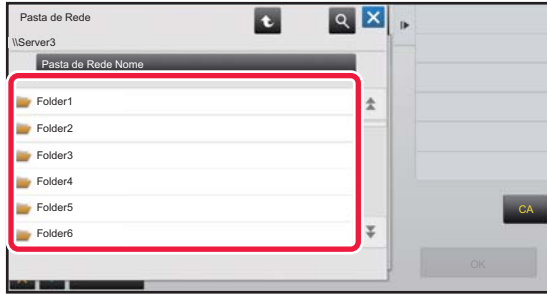 Pasta de Rede
\\Server3
Pasta de Rede Nome
Folder1
Folder2
Folder3
Folder4
Folder5
Folder6
CA
OK